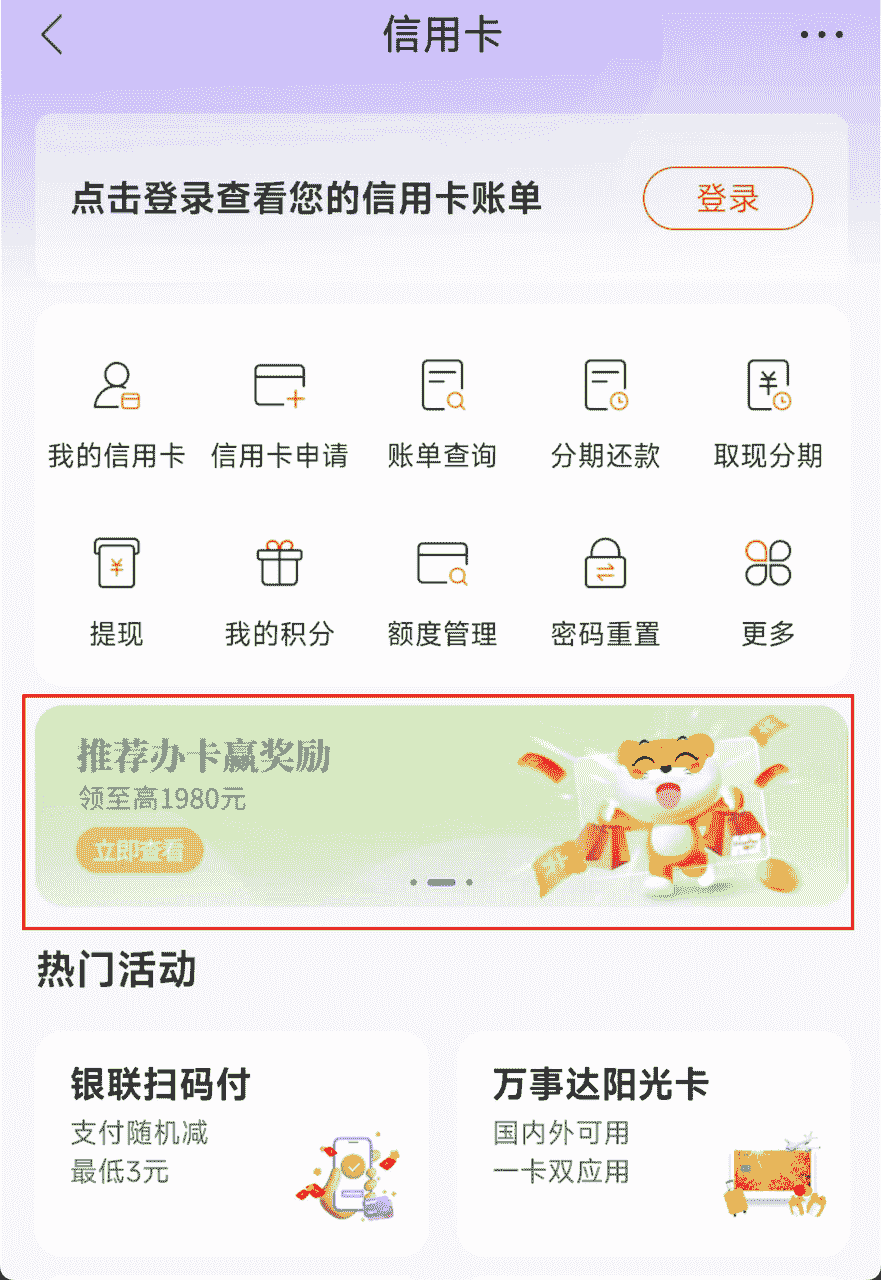 信用卡
点击登录查看您的信用卡账单
登录
我的信用卡 信用卡申请 账单查询 分期还款 取现分期
提现 我的积分 额度管理 密码重置 更多
推荐办卡赢奖励
领至高1980元
立即查看
热门活动
银联扫码付
支付随机减
最低3元
万事达阳光卡
国内外可用
一卡双应用